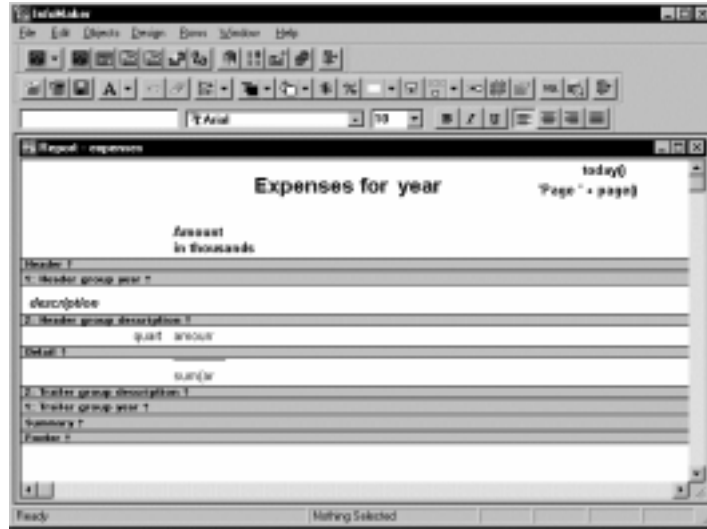 InfoMaker
File Edit Objects Design Rows Window Help
Arial 10
Report - expenses
today()
Expenses for year
'Page ' + page()
Amount
in thousands
Header ↑
1: Header group year ↑
description
2: Header group description ↑
quart amour
Detail ↑
sum(ar
2: Trailer group description ↑
1: Trailer group year ↑
Summary ↑
Footer ↑
Ready Nothing Selected